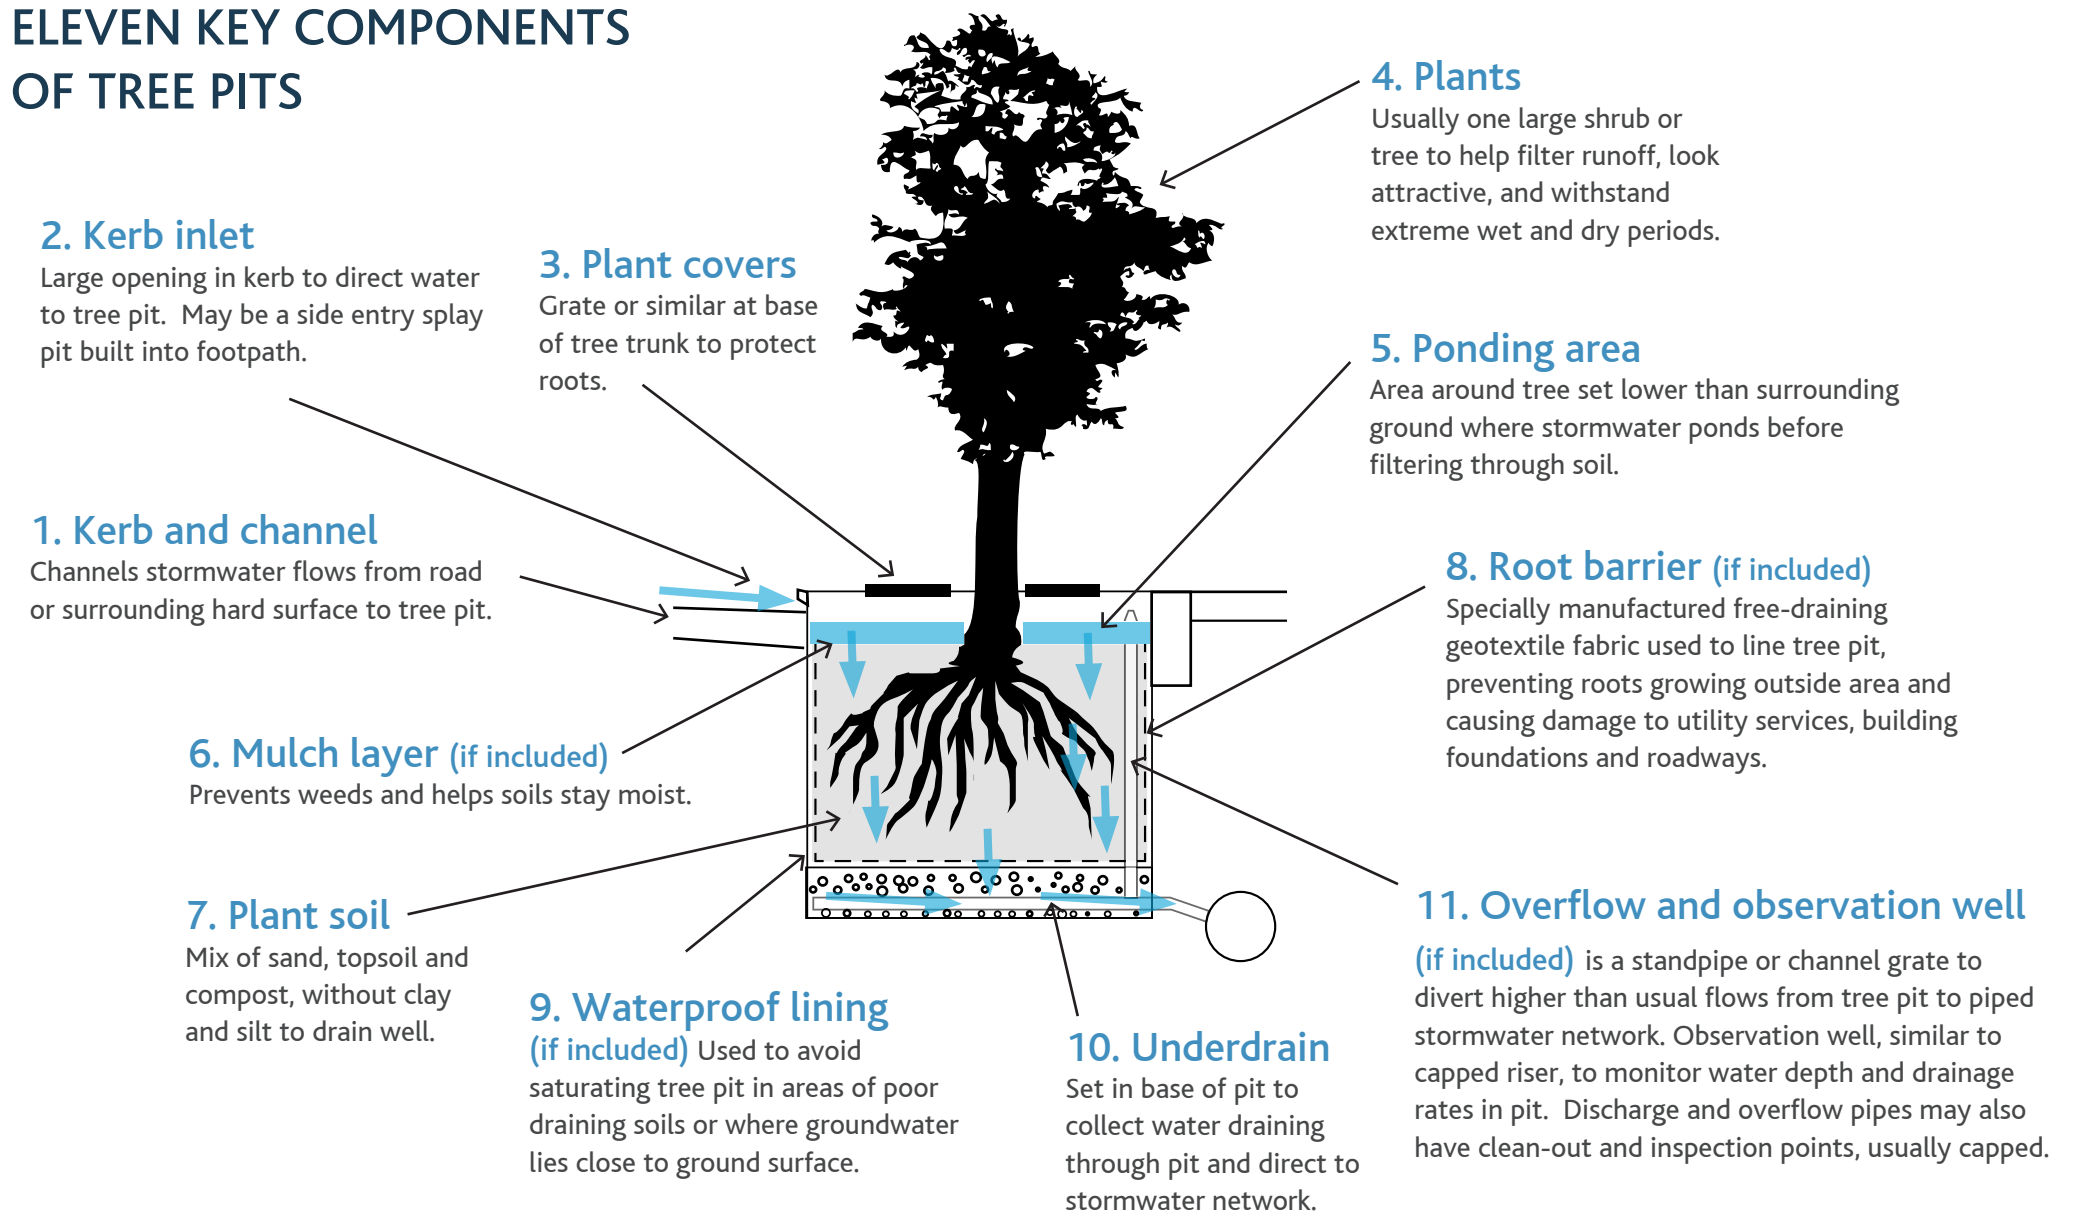 ELEVEN KEY COMPONENTS
OF TREE PITS
1. Kerb and channel
Channels stormwater flows from road
or surrounding hard surface to tree pit.
2. Kerb inlet
Large opening in kerb to direct water
to tree pit.  May be a side entry splay
pit built into footpath.
3. Plant covers
Grate or similar at base
of tree trunk to protect
roots.
4. Plants
Usually one large shrub or
tree to help filter runoff, look
attractive, and withstand
extreme wet and dry periods.
5. Ponding area
Area around tree set lower than surrounding
ground where stormwater ponds before
filtering through soil.
6. Mulch layer (if included)
Prevents weeds and helps soils stay moist.
7. Plant soil
Mix of sand, topsoil and
compost, without clay
and silt to drain well.
8. Root barrier (if included)
Specially manufactured free-draining
geotextile fabric used to line tree pit,
preventing roots growing outside area and
causing damage to utility services, building
foundations and roadways.
9. Waterproof lining
(if included) Used to avoid
saturating tree pit in areas of poor
draining soils or where groundwater
lies close to ground surface.
10. Underdrain
Set in base of pit to
collect water draining
through pit and direct to
stormwater network.
11. Overflow and observation well
(if included) is a standpipe or channel grate to
divert higher than usual flows from tree pit to piped
stormwater network. Observation well, similar to
capped riser, to monitor water depth and drainage
rates in pit.  Discharge and overflow pipes may also
have clean-out and inspection points, usually capped.